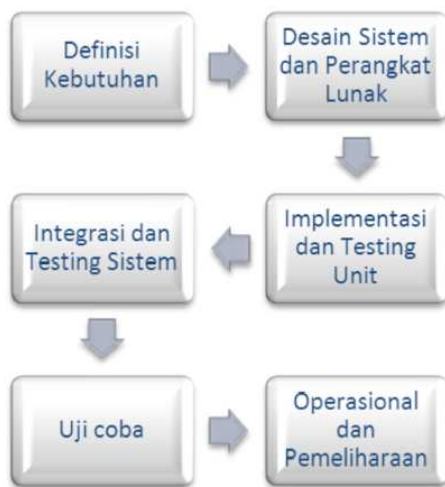 Definisi
Kebutuhan
Desain Sistem
dan Perangkat
Lunak
Implementasi
dan Testing
Unit
Integrasi dan
Testing Sistem
Uji coba
Operasional
dan
Pemeliharaan